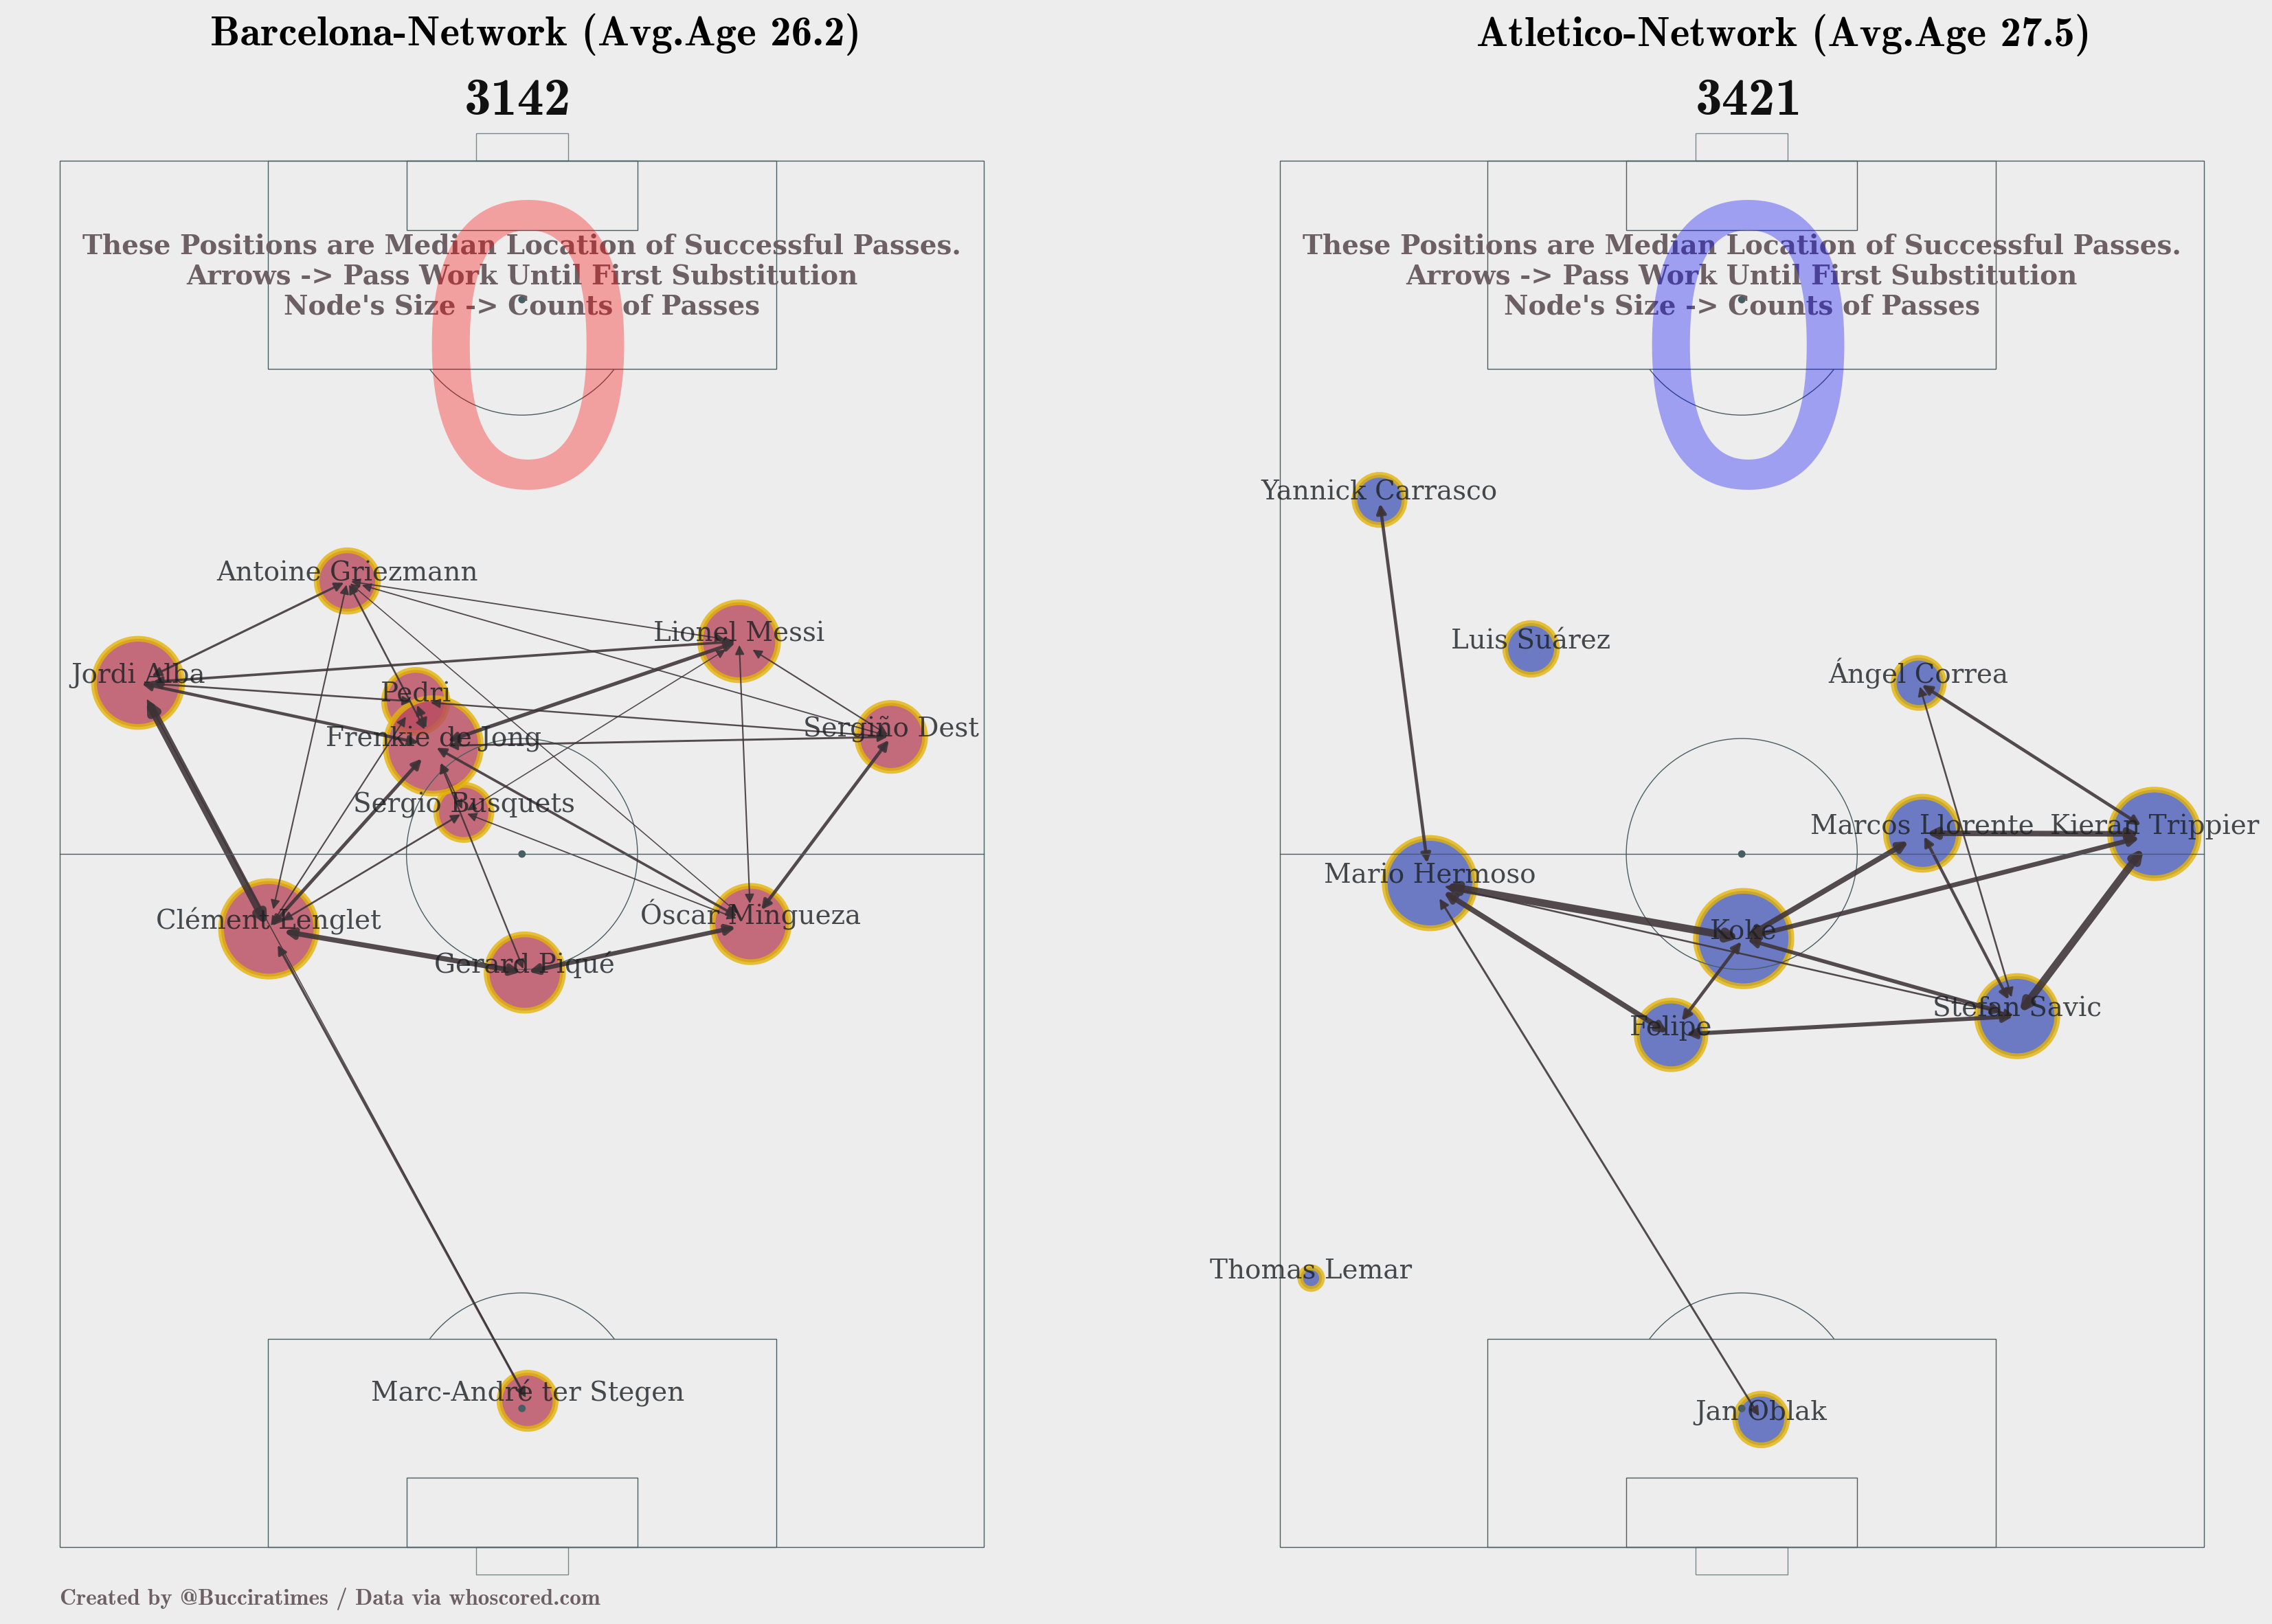 Barcelona-Network (Avg.Age 26.2)
3142
0
These Positions are Median Location of Successful Passes.
Arrows -> Pass Work Until First Substitution
Node's Size -> Counts of Passes
Antoine Griezmann
Lionel Messi
Jordi Alba
Pedri
Sergiño Dest
Frenkie de Jong
Sergio Busquets
Óscar Mingueza
Clément Lenglet
Gerard Piqué
Marc-André ter Stegen
Created by @Bucciratimes / Data via whoscored.com
Atletico-Network (Avg.Age 27.5)
3421
0
These Positions are Median Location of Successful Passes.
Arrows -> Pass Work Until First Substitution
Node's Size -> Counts of Passes
Yannick Carrasco
Luis Suárez
Ángel Correa
Marcos Llorente
Kieran Trippier
Mario Hermoso
Koke
Stefan Savic
Felipe
Thomas Lemar
Jan Oblak